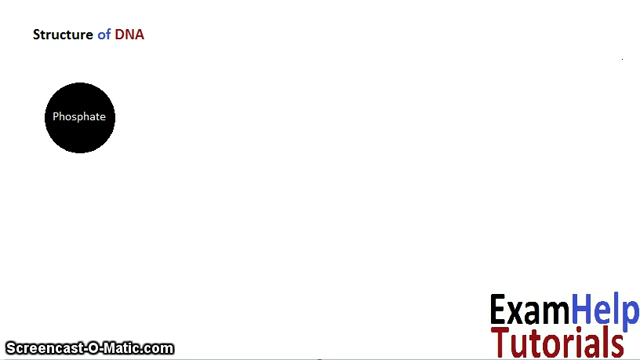 Structure of DNA
Phosphate
ExamHelp
Tutorials
Screencast-O-Matic.com